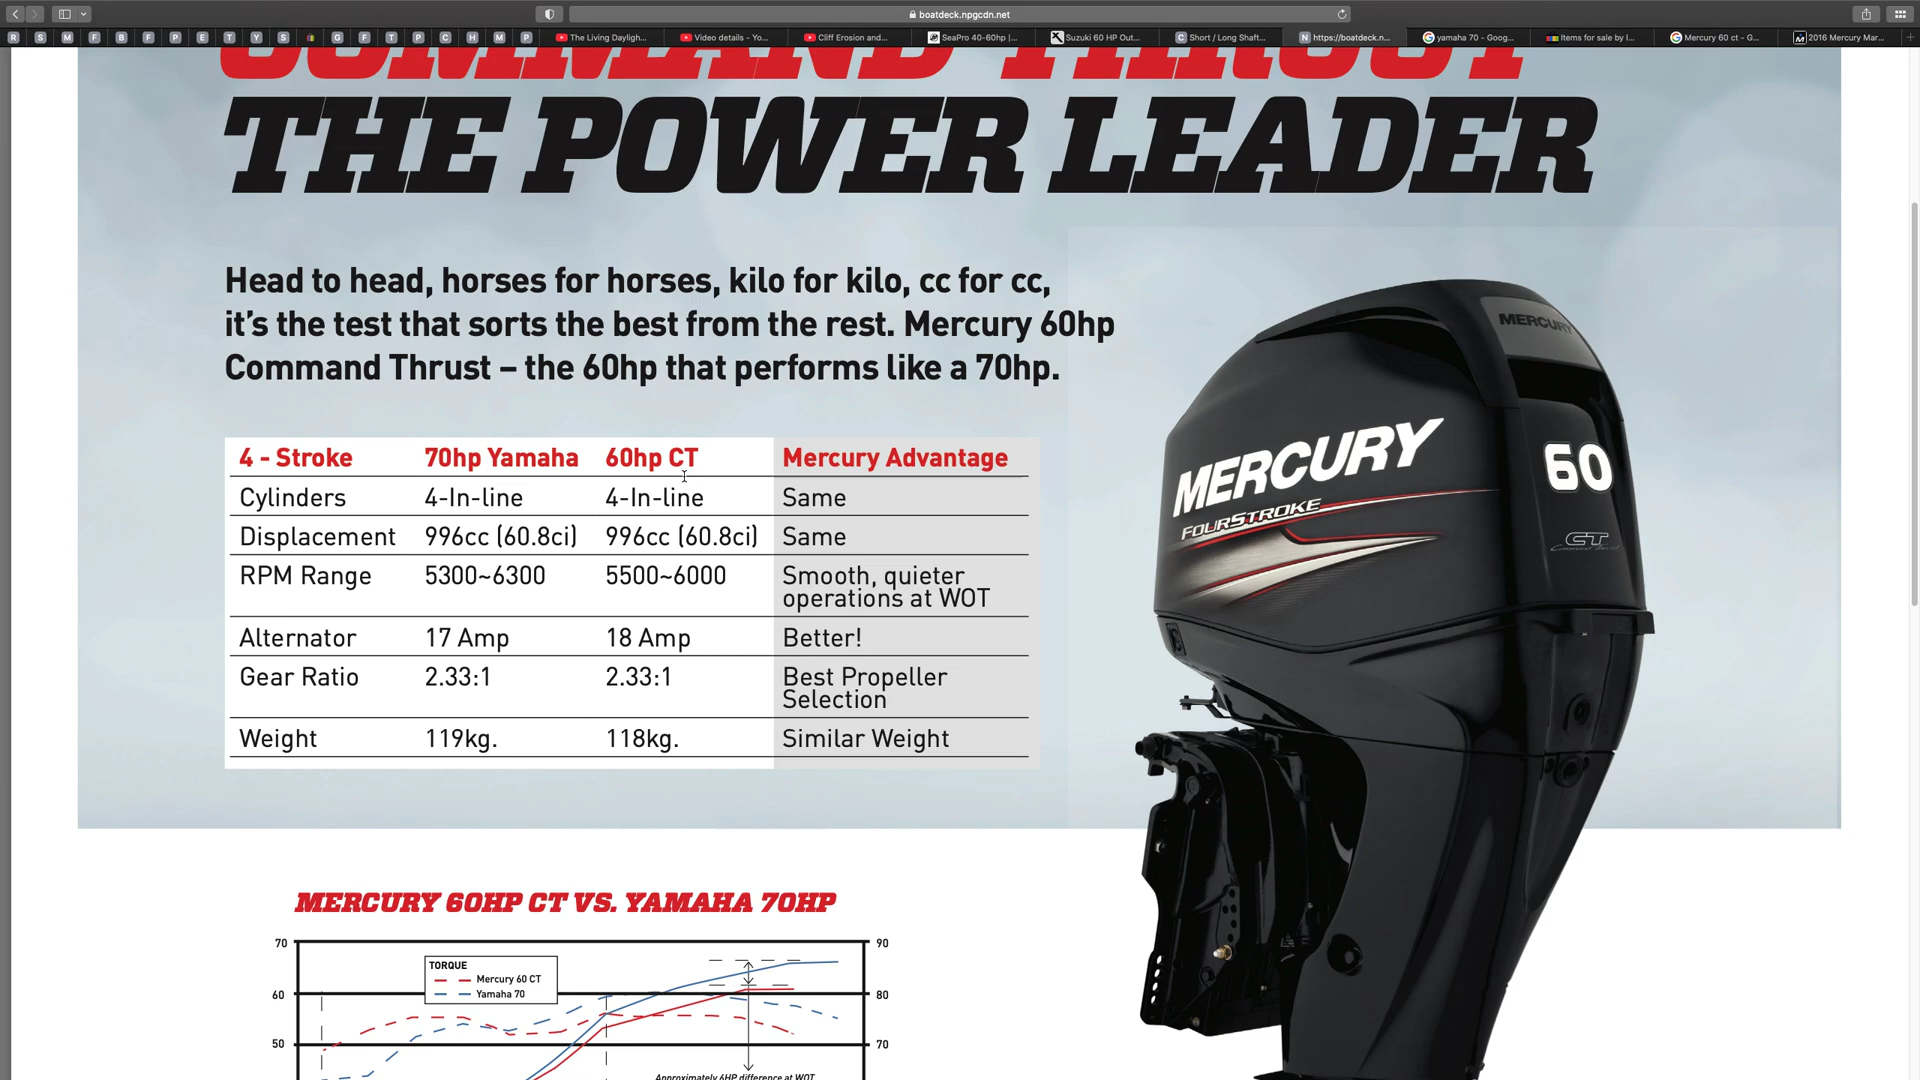 boatdeck.npgcdn.net
R S M F B F P E T Y S G F T P C H M P
The Living Dayligh...
Video details - Yo...
Cliff Erosion and...
SeaPro 40-60hp |...
Suzuki 60 HP Out...
C Short / Long Shaft...
N https://boatdeck.n...
yamaha 70 - Goog...
Items for sale by l...
Mercury 60 ct - G...
2016 Mercury Mar...
COMMAND THRUST
THE POWER LEADER
Head to head, horses for horses, kilo for kilo, cc for cc,
it's the test that sorts the best from the rest. Mercury 60hp
Command Thrust – the 60hp that performs like a 70hp.
4 - Stroke 70hp Yamaha 60hp CT Mercury Advantage
Cylinders 4-In-line 4-In-line Same
Displacement 996cc (60.8ci) 996cc (60.8ci) Same
RPM Range 5300~6300 5500~6000 Smooth, quieter
operations at WOT
Alternator 17 Amp 18 Amp Better!
Gear Ratio 2.33:1 2.33:1 Best Propeller
Selection
Weight 119kg. 118kg. Similar Weight
MERCURY
MERCURY
FOURSTROKE
60
CT
Command Thrust
MERCURY 60HP CT VS. YAMAHA 70HP
70 90
TORQUE
Mercury 60 CT
Yamaha 70
60 80
50 70
Approximately 6HP difference at WOT